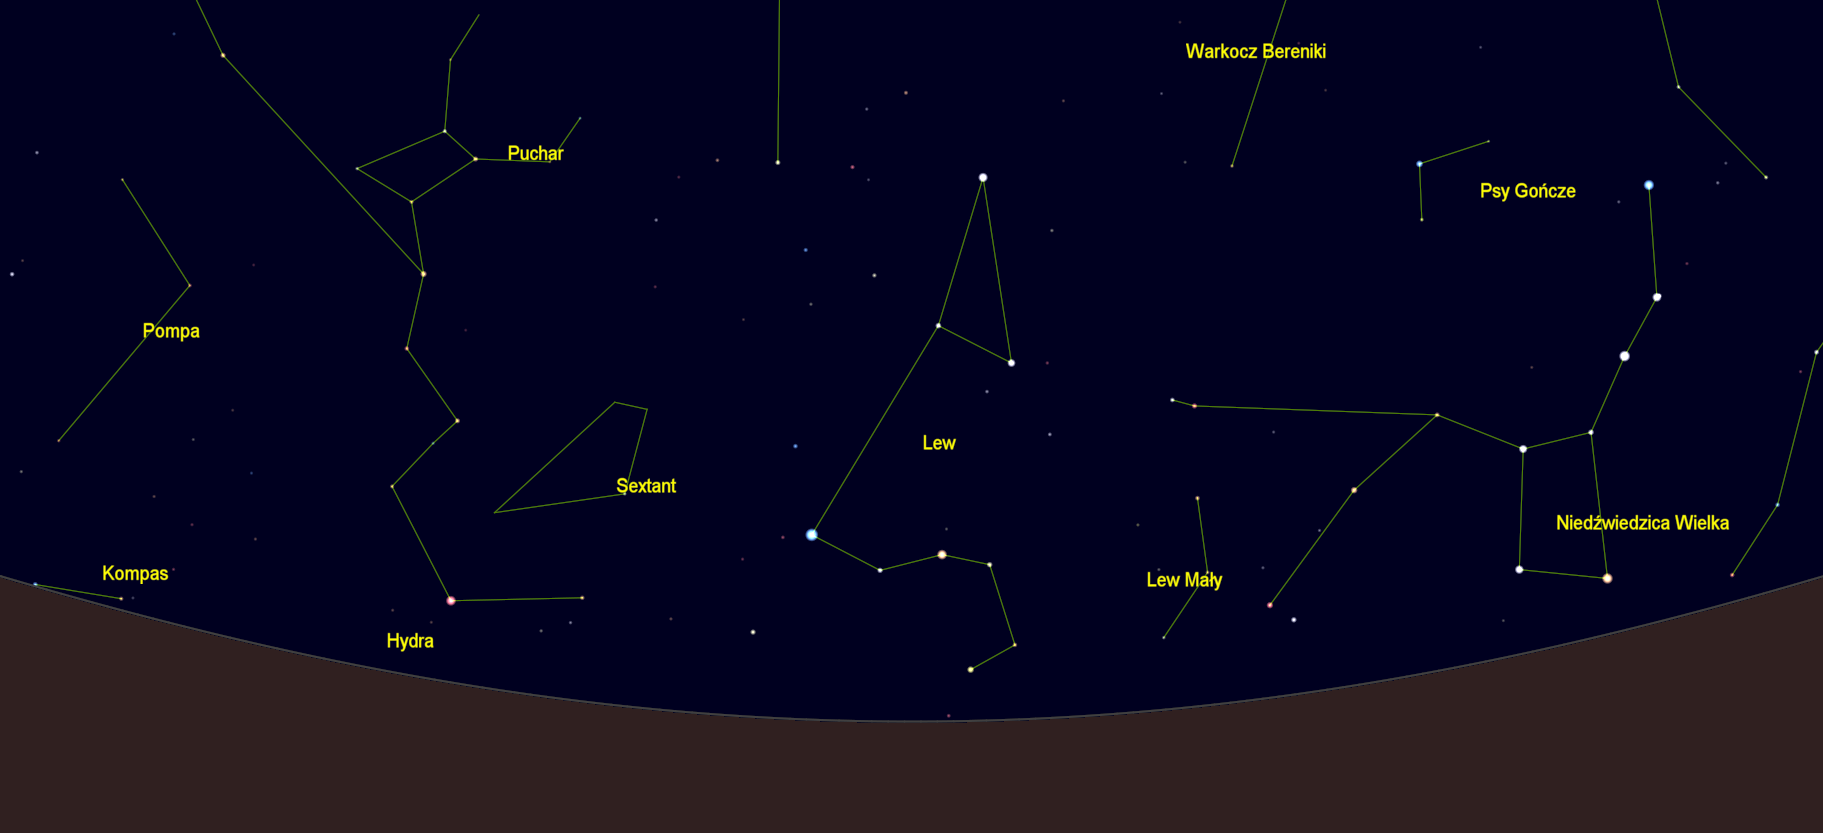 Warkocz Bereniki
Puchar
Psy Gończe
Pompa
Lew
Sextant
Niedźwiedzica Wielka
Kompas
Lew Mały
Hydra